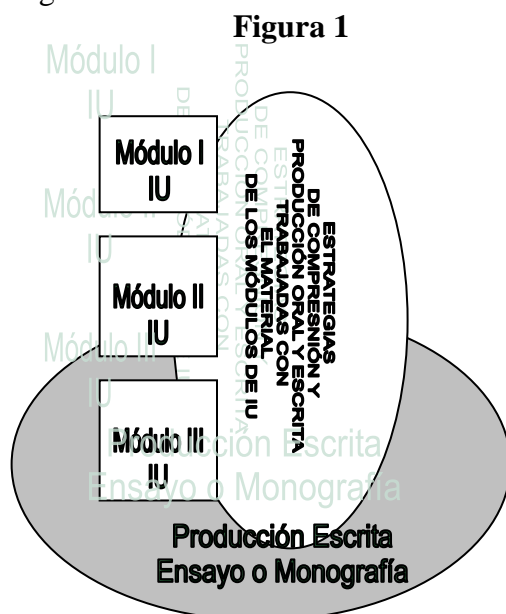 Figura 1
Módulo I
IU
Módulo II
IU
Módulo III
IU
ESTRATEGIAS
DE COMPRESNIÓN Y
PRODUCCIÓN ORAL Y ESCRITA
TRABAJADAS CON
EL MATERIAL
DE LOS MÓDULOS DE IU
Producción Escrita
Ensayo o Monografía